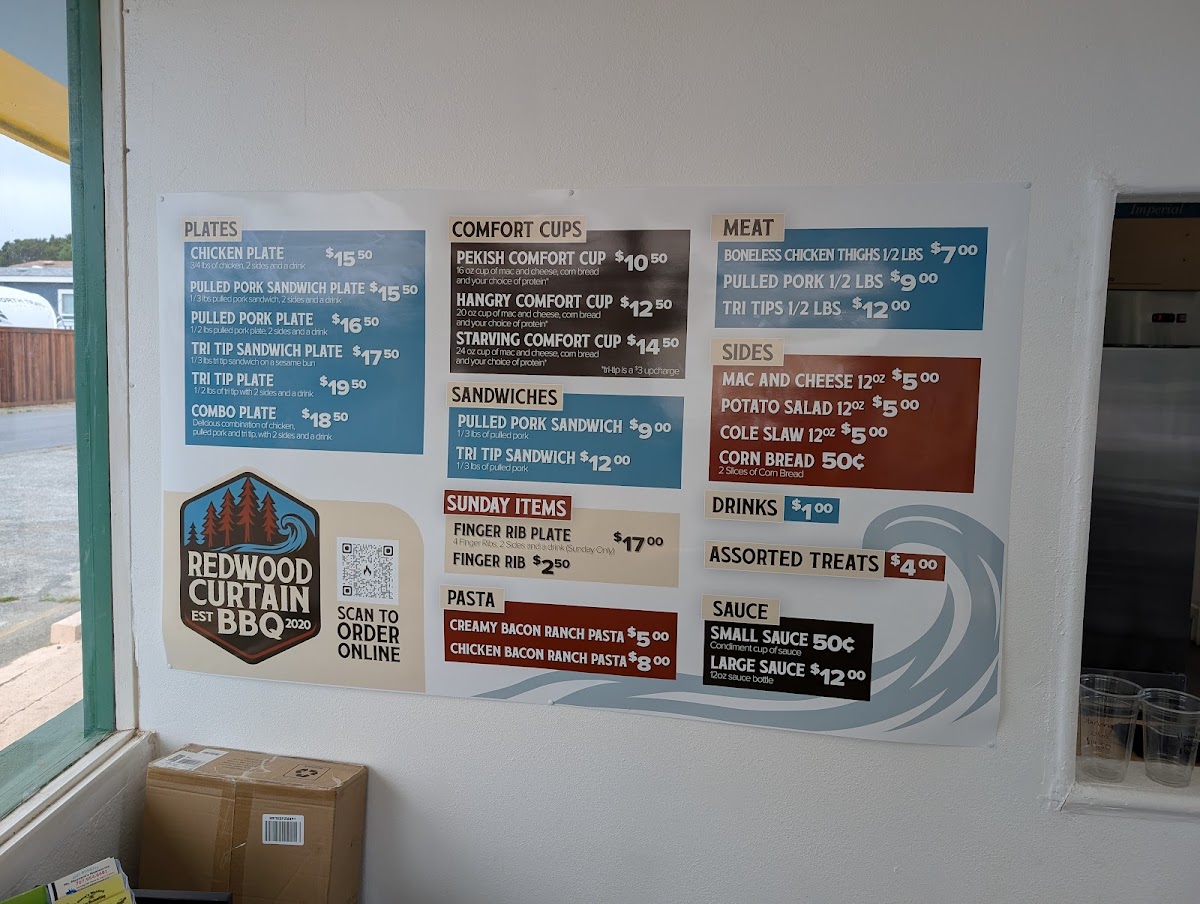 PLATES
CHICKEN PLATE $15 50
3/4 lbs of chicken, 2 sides and a drink
PULLED PORK SANDWICH PLATE $15 50
1/3 lbs pulled pork sandwich, 2 sides and a drink
PULLED PORK PLATE $16 50
1/2 lbs pulled pork plate, 2 sides and a drink
TRI TIP SANDWICH PLATE $17 50
1/3 lbs tri tip sandwich on a sesame bun
TRI TIP PLATE $19 50
1/2 lbs of tri tip with 2 sides and a drink
COMBO PLATE $18 50
Delicious combination of chicken,
pulled pork and tri tip, with 2 sides and a drink
REDWOOD
CURTAIN
EST BBQ 2020
SCAN TO
ORDER
ONLINE
COMFORT CUPS
PEKISH COMFORT CUP $10 50
16 oz cup of mac and cheese, corn bread
and your choice of protein*
HANGRY COMFORT CUP $12 50
20 oz cup of mac and cheese, corn bread
and your choice of protein*
STARVING COMFORT CUP $14 50
24 oz cup of mac and cheese, corn bread
and your choice of protein*
*tri-tip is a $3 upcharge
SANDWICHES
PULLED PORK SANDWICH $9 00
1/3 lbs of pulled pork
TRI TIP SANDWICH $12 00
1/3 lbs of pulled pork
SUNDAY ITEMS
FINGER RIB PLATE $17 00
4 Finger Ribs, 2 Sides and a drink (Sunday Only)
FINGER RIB $2 50
PASTA
CREAMY BACON RANCH PASTA $5 00
CHICKEN BACON RANCH PASTA $8 00
MEAT
BONELESS CHICKEN THIGHS 1/2 LBS $7 00
PULLED PORK 1/2 LBS $9 00
TRI TIPS 1/2 LBS $12 00
SIDES
MAC AND CHEESE 12oz $5 00
POTATO SALAD 12oz $5 00
COLE SLAW 12oz $5 00
CORN BREAD 50¢
2 Slices of Corn Bread
DRINKS $1 00
ASSORTED TREATS $4 00
SAUCE
SMALL SAUCE 50¢
Condiment cup of sauce
LARGE SAUCE $12 00
12oz sauce bottle
Imperial